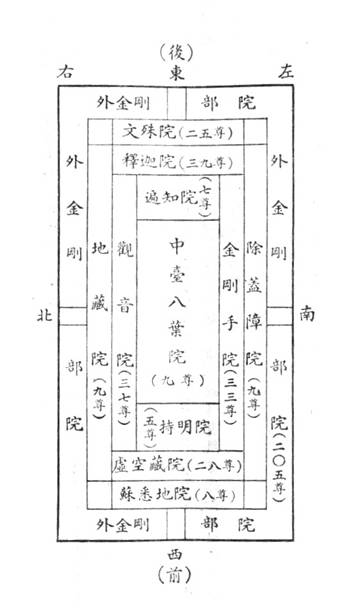 (後)
右 東 左
外金剛 部院
文殊院(二五尊)
釋迦院(三九尊)
遍知院(七尊)
外金剛部院
地藏院(九尊)
觀音院(三七尊)
中臺八葉院(九尊)
金剛手院(三三尊)
除蓋障院(九尊)
外金剛部院(二〇五尊)
北
南
持明院(五尊)
虛空藏院(二八尊)
蘇悉地院(八尊)
外金剛 部院
西
(前)